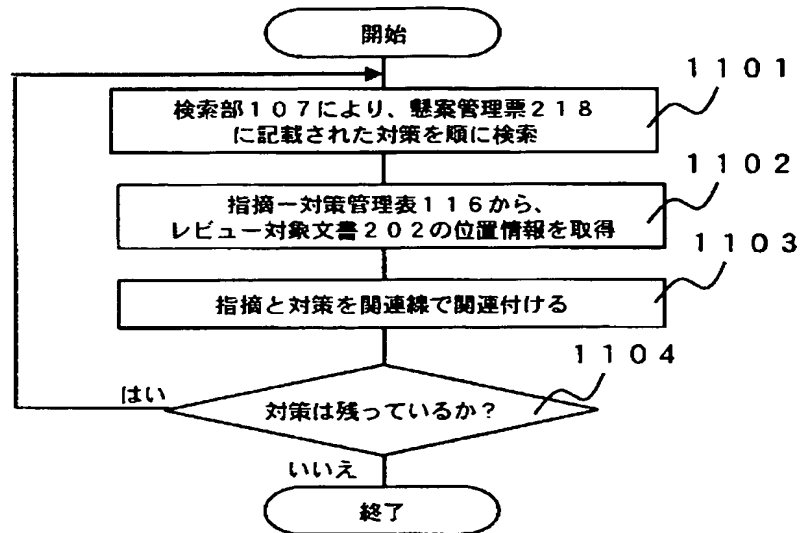 開始
1101
検索部107により、懸案管理票218
に記載された対策を順に検索
1102
指摘ー対策管理表116から、
レビュー対象文書202の位置情報を取得
1103
指摘と対策を関連線で関連付ける
1104
はい
対策は残っているか?
いいえ
終了